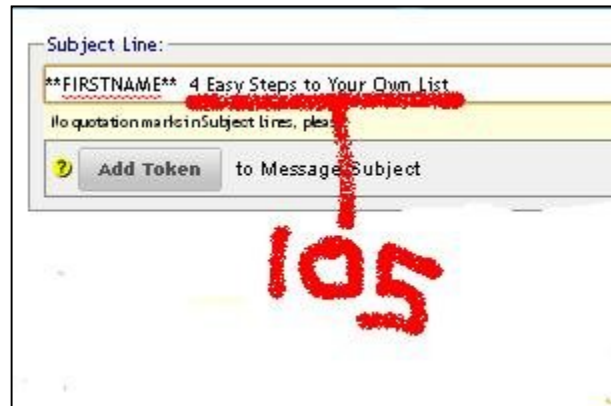 Subject Line:
**FIRSTNAME** 4 Easy Steps to Your Own List
No quotation marks in Subject Lines, please
Add Token to Message Subject
105